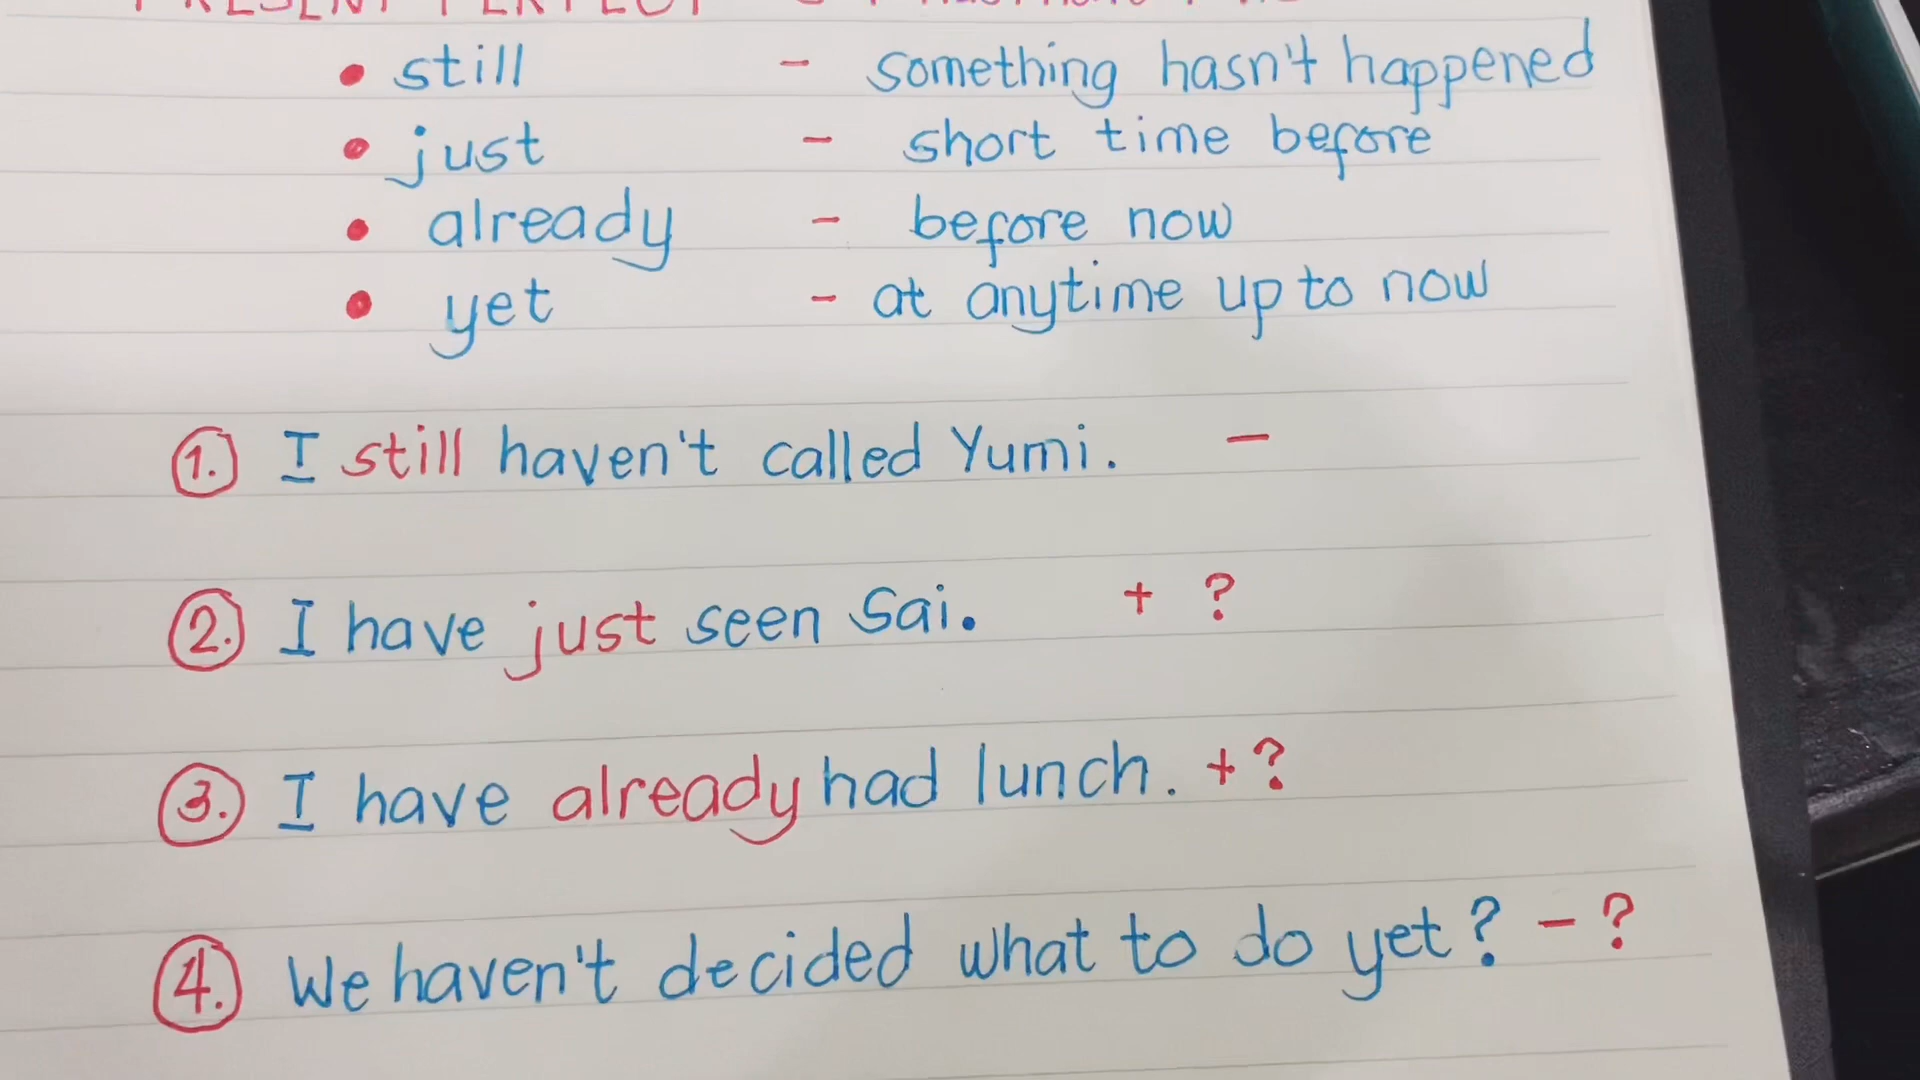 PRESENT PERFECT
• still - something hasn't happened
• just - short time before
• already - before now
• yet - at anytime up to now
1. I still haven't called Yumi. -
2. I have just seen Sai. + ?
3. I have already had lunch. + ?
4. We haven't decided what to do yet? - ?